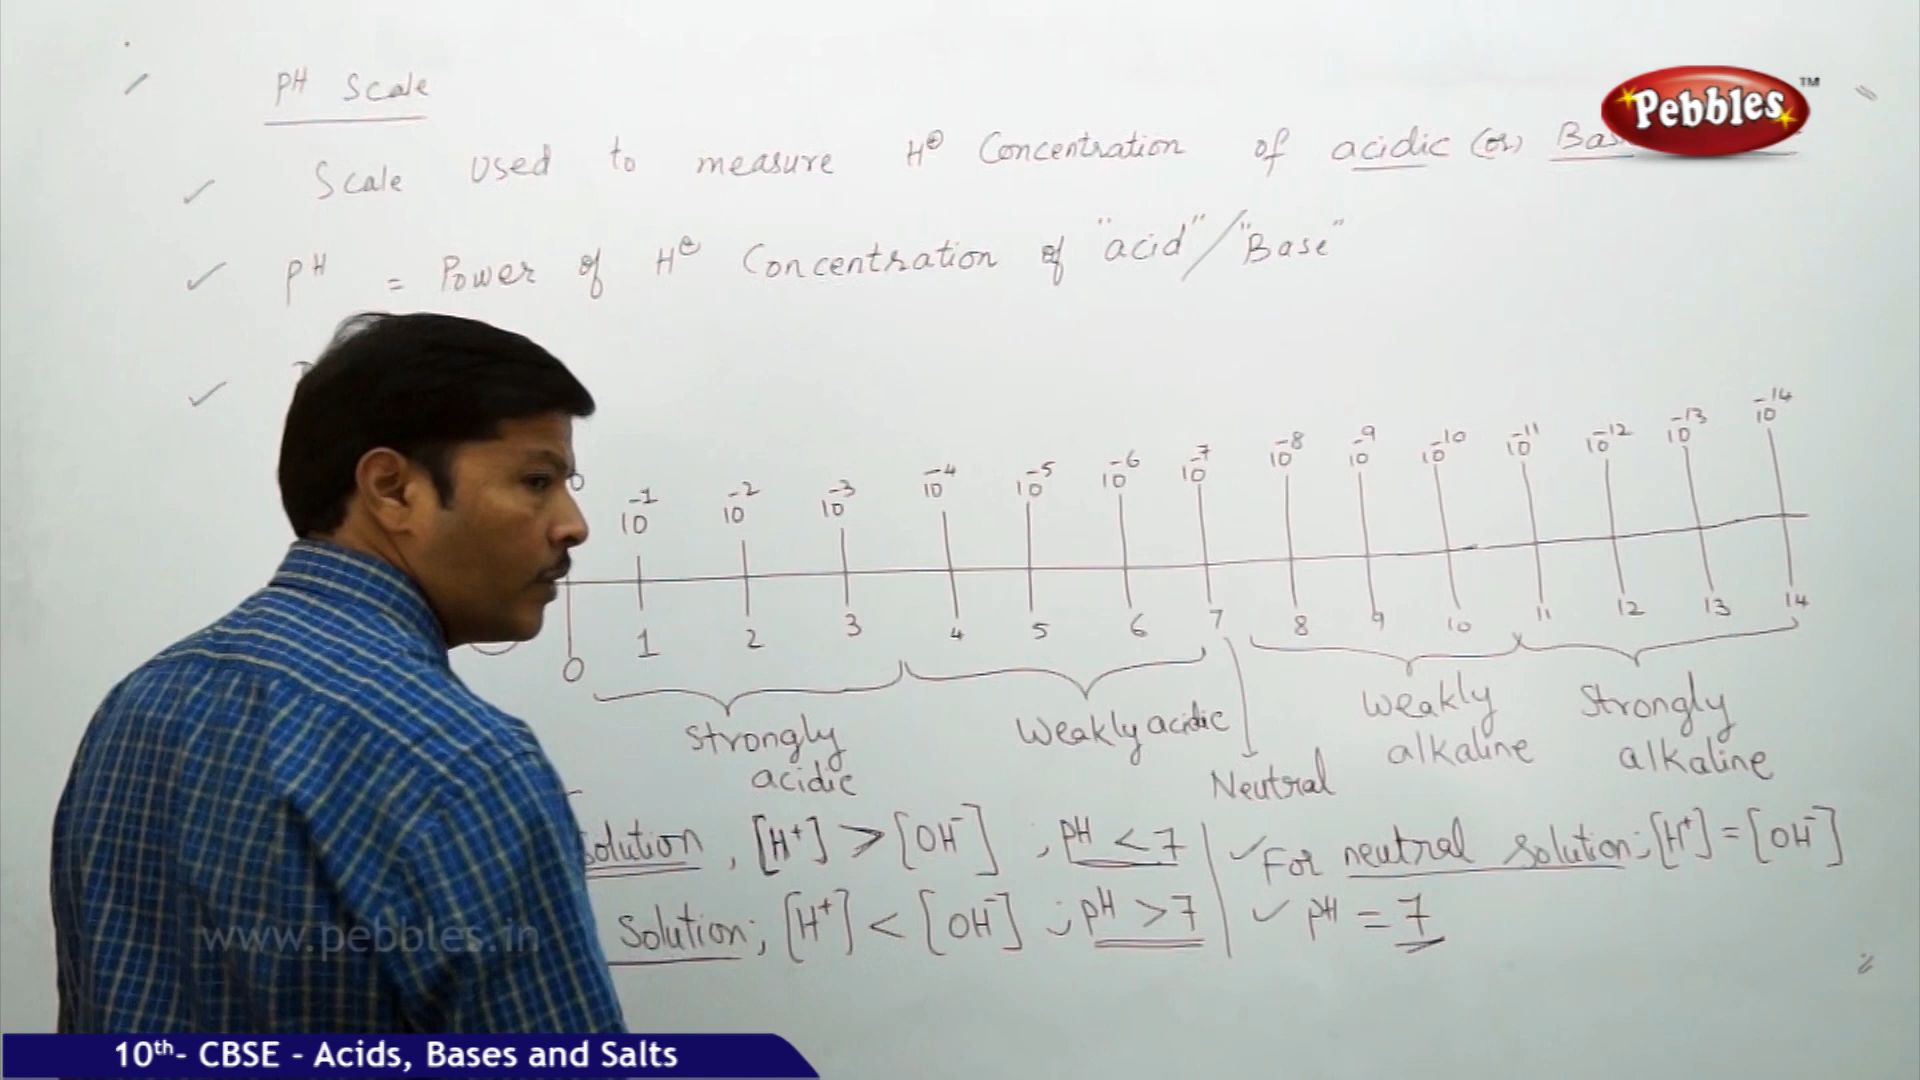 PH Scale
Pebbles TM
Scale Used to measure H⊕ Concentration of acidic (or) Bas
PH = Power of H⊕ Concentration of "acid"/"Base"
10^-1 10^-2 10^-3 10^-4 10^-5 10^-6 10^-7 10^-8 10^-9 10^-10 10^-11 10^-12 10^-13 10^-14
0 1 2 3 4 5 6 7 8 9 10 11 12 13 14
Strongly acidic
Weakly acidic
Neutral
Weakly alkaline
Strongly alkaline
solution, [H⁺] > [OH⁻] ; PH < 7
Solution; [H⁺] < [OH⁻] ; PH > 7
For neutral solution; [H⁺] = [OH⁻]
PH = 7
www.pebbles.in
10th- CBSE - Acids, Bases and Salts